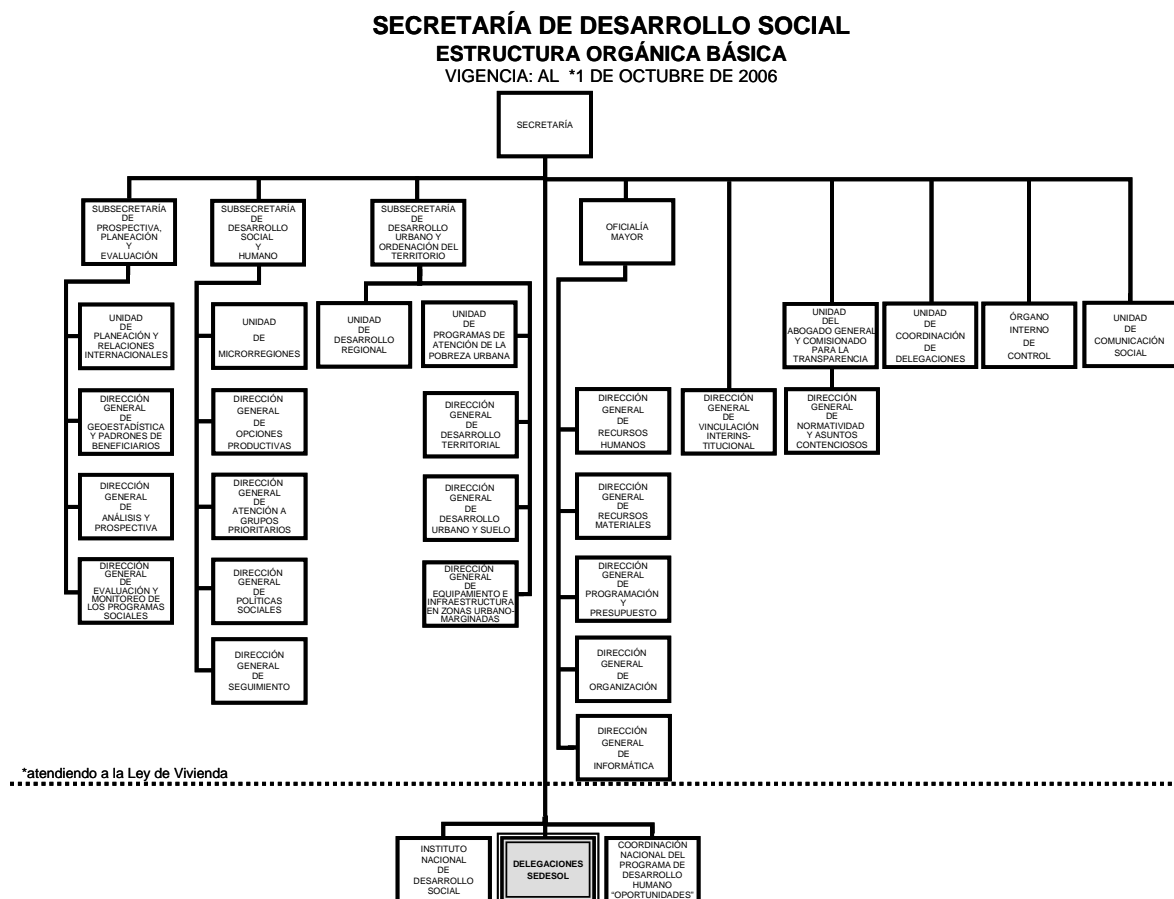 SECRETARÍA DE DESARROLLO SOCIAL
ESTRUCTURA ORGÁNICA BÁSICA
VIGENCIA: AL *1 DE OCTUBRE DE 2006
SECRETARÍA
SUBSECRETARÍA
DE
PROSPECTIVA,
PLANEACIÓN
Y
EVALUACIÓN
SUBSECRETARÍA
DE
DESARROLLO
SOCIAL
Y
HUMANO
SUBSECRETARÍA
DE
DESARROLLO
URBANO Y
ORDENACIÓN DEL
TERRITORIO
OFICIALÍA
MAYOR
UNIDAD
DE
PLANEACIÓN Y
RELACIONES
INTERNACIONALES
UNIDAD
DE
MICRORREGIONES
UNIDAD
DE
DESARROLLO
REGIONAL
UNIDAD
DE
PROGRAMAS DE
ATENCIÓN DE LA
POBREZA URBANA
UNIDAD
DEL
ABOGADO GENERAL
Y COMISIONADO
PARA LA
TRANSPARENCIA
UNIDAD
DE
COORDINACIÓN
DE
DELEGACIONES
ÓRGANO
INTERNO
DE
CONTROL
UNIDAD
DE
COMUNICACIÓN
SOCIAL
DIRECCIÓN
GENERAL
DE
GEOESTADÍSTICA
Y PADRONES DE
BENEFICIARIOS
DIRECCIÓN
GENERAL
DE
OPCIONES
PRODUCTIVAS
DIRECCIÓN
GENERAL
DE
DESARROLLO
TERRITORIAL
DIRECCIÓN
GENERAL
DE
RECURSOS
HUMANOS
DIRECCIÓN
GENERAL
DE
VINCULACIÓN
INTERINS-
TITUCIONAL
DIRECCIÓN
GENERAL
DE
NORMATIVIDAD
Y ASUNTOS
CONTENCIOSOS
DIRECCIÓN
GENERAL
DE
ANÁLISIS Y
PROSPECTIVA
DIRECCIÓN
GENERAL
DE
ATENCIÓN A
GRUPOS
PRIORITARIOS
DIRECCIÓN
GENERAL
DE
DESARROLLO
URBANO Y SUELO
DIRECCIÓN
GENERAL
DE
RECURSOS
MATERIALES
DIRECCIÓN
GENERAL
DE
EVALUACIÓN Y
MONITOREO DE
LOS PROGRAMAS
SOCIALES
DIRECCIÓN
GENERAL
DE
POLÍTICAS
SOCIALES
DIRECCIÓN
GENERAL
DE
EQUIPAMIENTO E
INFRAESTRUCTURA
EN ZONAS URBANO-
MARGINADAS
DIRECCIÓN
GENERAL
DE
PROGRAMACIÓN
Y
PRESUPUESTO
DIRECCIÓN
GENERAL
DE
SEGUIMIENTO
DIRECCIÓN
GENERAL
DE
ORGANIZACIÓN
DIRECCIÓN
GENERAL
DE
INFORMÁTICA
*atendiendo a la Ley de Vivienda
INSTITUTO
NACIONAL
DE
DESARROLLO
SOCIAL
DELEGACIONES
SEDESOL
COORDINACIÓN
NACIONAL DEL
PROGRAMA DE
DESARROLLO
HUMANO
"OPORTUNIDADES"